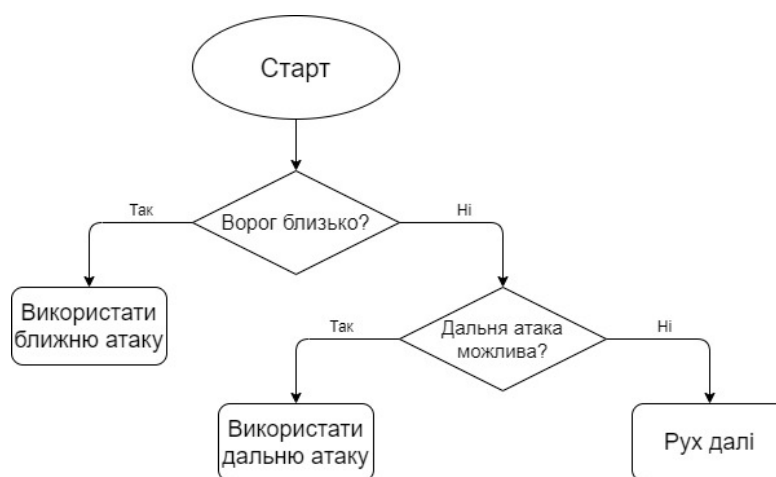 Старт
Ворог близько?
Так
Ні
Використати
ближню атаку
Дальня атака
можлива?
Так
Ні
Використати
дальню атаку
Рух далі